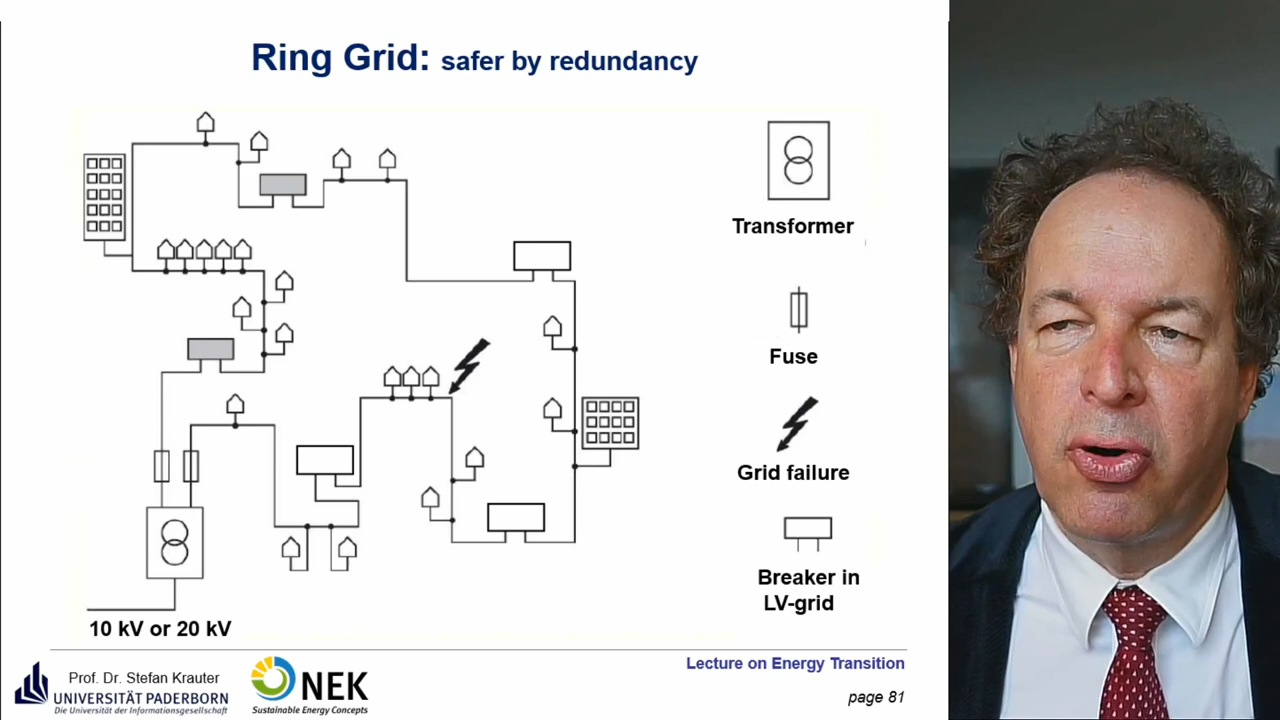 Ring Grid: safer by redundancy
Transformer
Fuse
Grid failure
Breaker in
LV-grid
10 kV or 20 kV
Lecture on Energy Transition
page 81
Prof. Dr. Stefan Krauter
UNIVERSITÄT PADERBORN
Die Universität der Informationsgesellschaft
NEK
Sustainable Energy Concepts